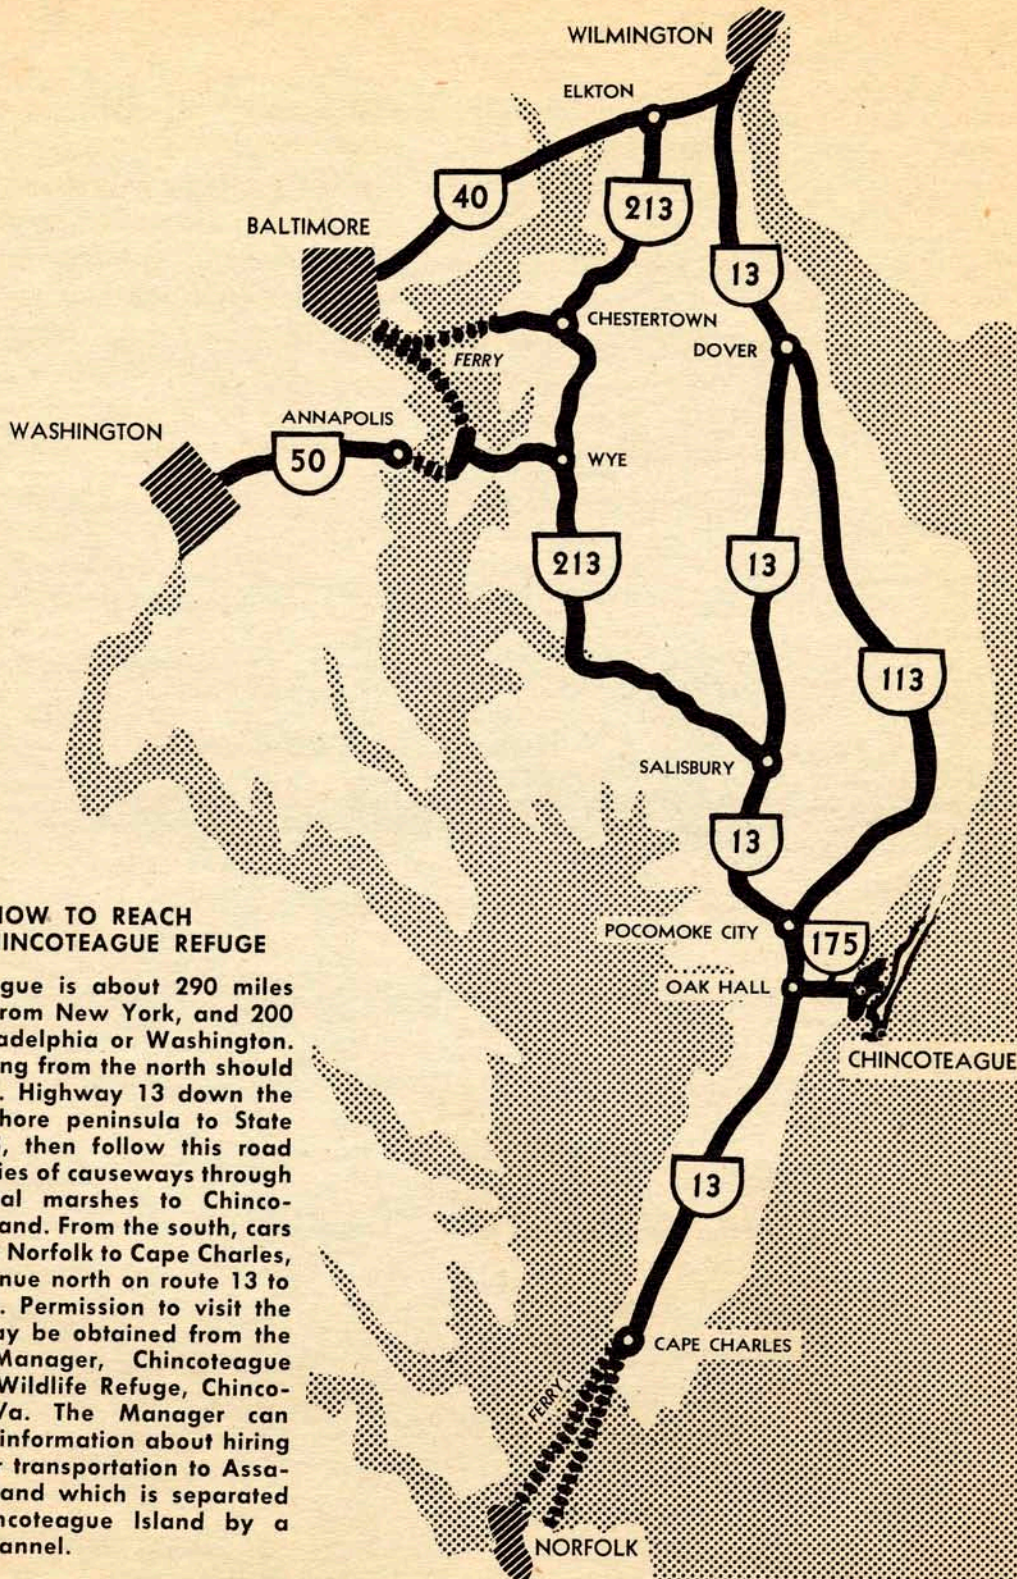 WILMINGTON
ELKTON
40
213
BALTIMORE
13
CHESTERTOWN
DOVER
FERRY
ANNAPOLIS
WASHINGTON
50
WYE
213
13
113
SALISBURY
13
POCOMOKE CITY
175
OAK HALL
CHINCOTEAGUE
13
CAPE CHARLES
FERRY
NORFOLK
HOW TO REACH
INCOTEAGUE REFUGE
gue is about 290 miles
rom New York, and 200
adelphia or Washington.
ng from the north should
. Highway 13 down the
hore peninsula to State
, then follow this road
ies of causeways through
al marshes to Chinco-
and. From the south, cars
Norfolk to Cape Charles,
nue north on route 13 to
. Permission to visit the
ay be obtained from the
Manager, Chincoteague
Wildlife Refuge, Chinco-
Va. The Manager can
information about hiring
r transportation to Assa-
and which is separated
ncoteague Island by a
annel.